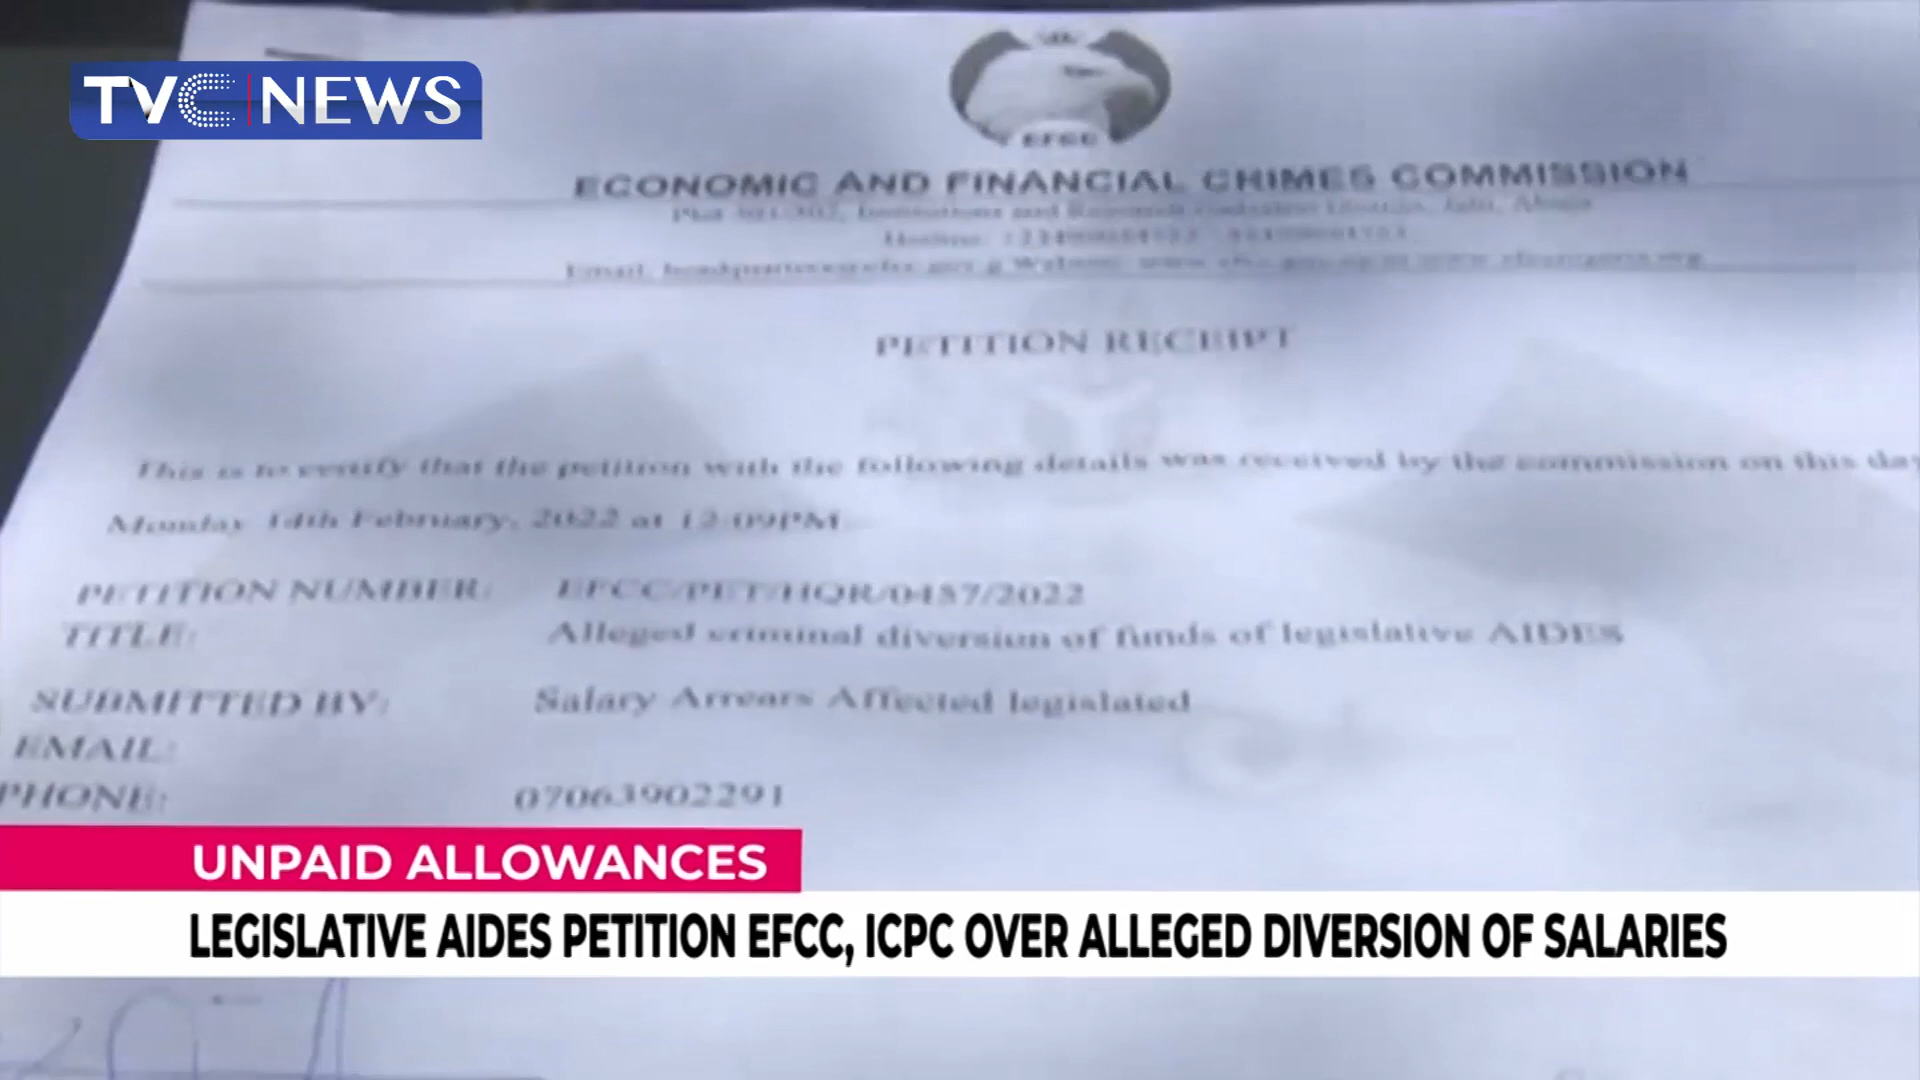 TVC NEWS
EFCC
ECONOMIC AND FINANCIAL CRIMES COMMISSION
PETITION RECEIPT
This is to certify that the petition with the following details was received by the commission on this day
Monday 14th February, 2022 at 12:09PM
PETITION NUMBER: EFCC/PET/HQR/0457/2022
TITLE: Alleged criminal diversion of funds of legislative AIDES
SUBMITTED BY: Salary Arrears Affected legislated
EMAIL:
PHONE: 07063902291
UNPAID ALLOWANCES
LEGISLATIVE AIDES PETITION EFCC, ICPC OVER ALLEGED DIVERSION OF SALARIES